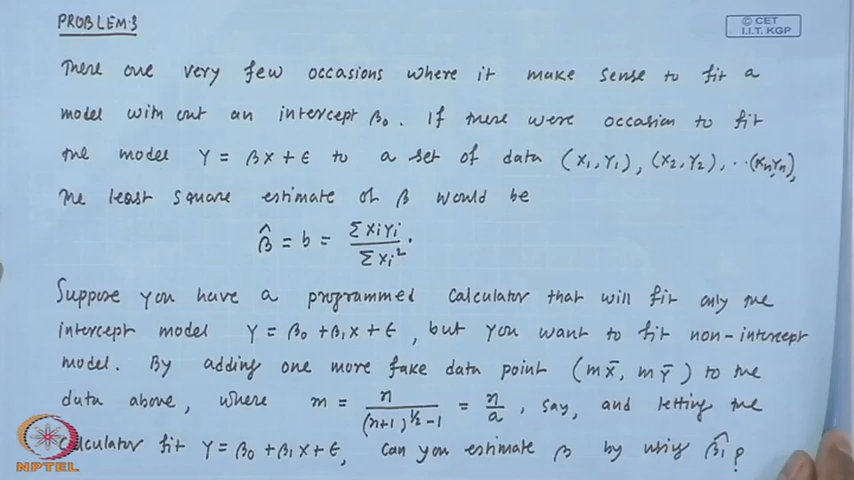 PROBLEM-3
© CET
I.I.T. KGP
There are very few occasions where it make sense to fit a
model without an intercept β₀. If there were occasion to fit
the model Y = βX + ϵ to a set of data (X₁,Y₁), (X₂,Y₂), ··(XₙYₙ),
The least square estimate of β would be
β̂ = b = ΣXᵢYᵢ / ΣXᵢ² .
Suppose you have a programmed calculator that will fit only the
intercept model Y = β₀ + β₁X + ϵ, but you want to fit non-intercept
model. By adding one more fake data point (mX̄, mȲ) to the
data above, where m = n / ((n+1)^½ - 1) = n/a, say, and letting the
calculator fit Y = β₀ + β₁X + ϵ, can you estimate β by using β̂₁?
NPTEL